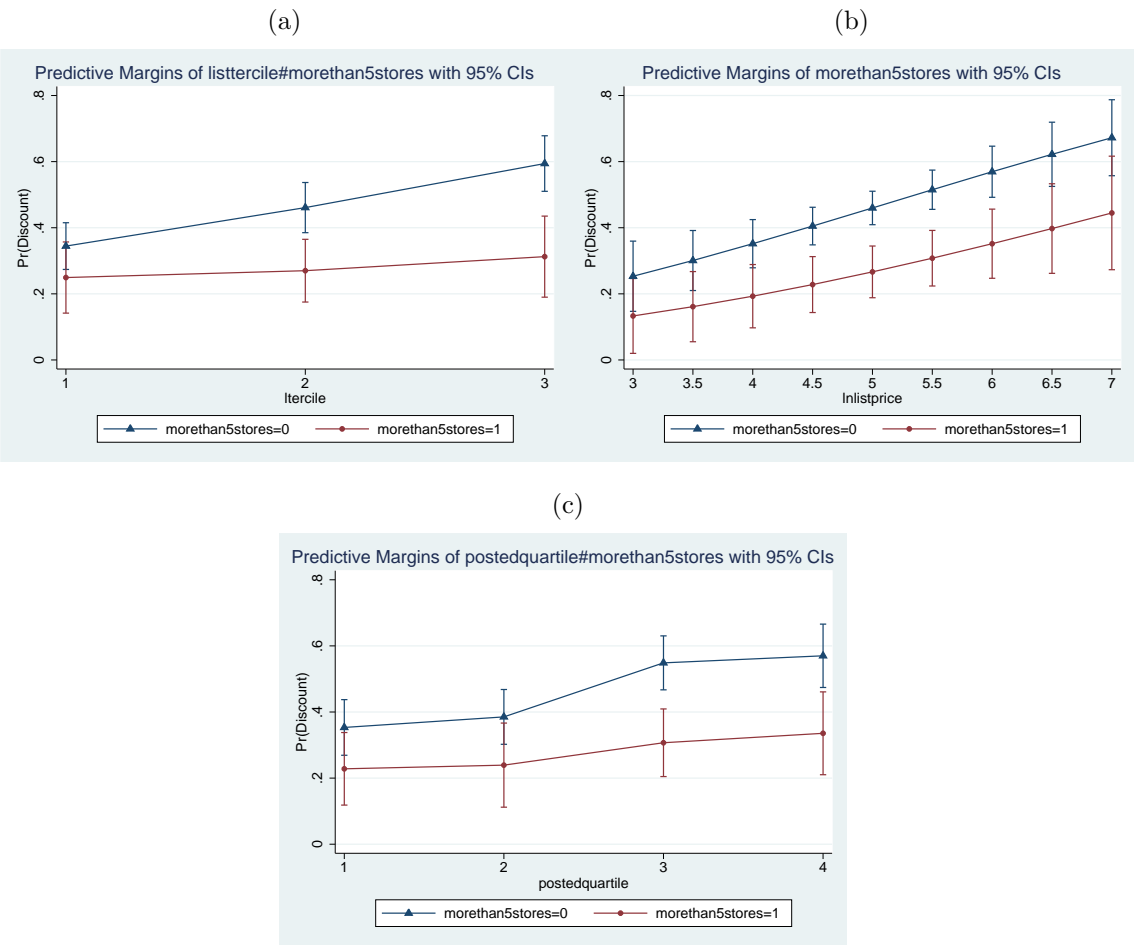 (a)
Predictive Margins of listtercile#morethan5stores with 95% CIs
Pr(Discount)
.8
.6
.4
.2
0
1 2 3
ltercile
morethan5stores=0 morethan5stores=1
(b)
Predictive Margins of morethan5stores with 95% CIs
Pr(Discount)
.8
.6
.4
.2
0
3 3.5 4 4.5 5 5.5 6 6.5 7
lnlistprice
morethan5stores=0 morethan5stores=1
(c)
Predictive Margins of postedquartile#morethan5stores with 95% CIs
Pr(Discount)
.8
.6
.4
.2
0
1 2 3 4
postedquartile
morethan5stores=0 morethan5stores=1